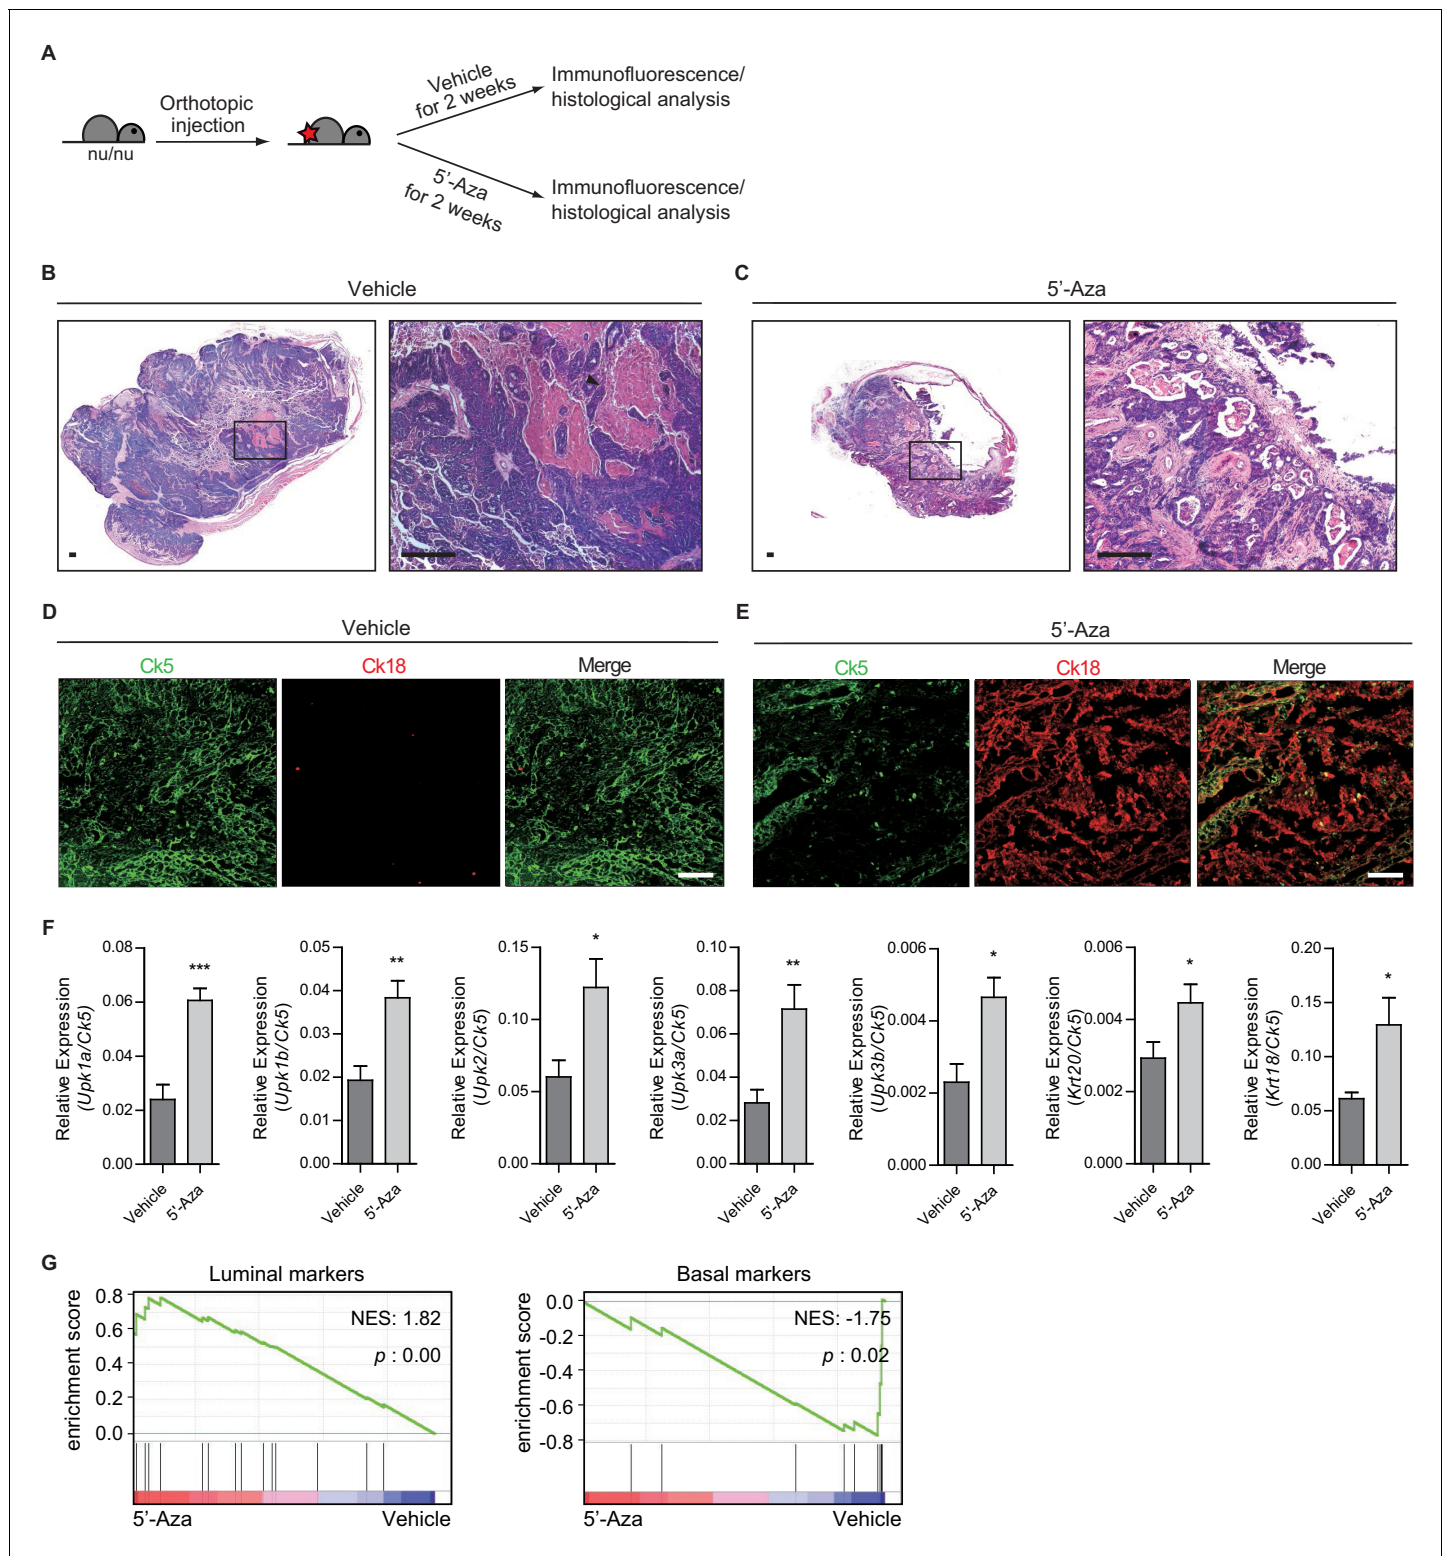 A
nu/nu
Orthotopic
injection
Vehicle
for 2 weeks
Immunofluorescence/
histological analysis
5'-Aza
for 2 weeks
Immunofluorescence/
histological analysis
B
Vehicle
C
5'-Aza
D
Vehicle
Ck5
Ck18
Merge
E
5'-Aza
Ck5
Ck18
Merge
F
Relative Expression
(Upk1a/Ck5)
0.08
0.06
0.04
0.02
0.00
***
Vehicle
5'-Aza
Relative Expression
(Upk1b/Ck5)
0.05
0.04
0.03
0.02
0.01
0.00
**
Vehicle
5'-Aza
Relative Expression
(Upk2/Ck5)
0.15
0.10
0.05
0.00
*
Vehicle
5'-Aza
Relative Expression
(Upk3a/Ck5)
0.10
0.08
0.06
0.04
0.02
0.00
**
Vehicle
5'-Aza
Relative Expression
(Upk3b/Ck5)
0.006
0.004
0.002
0.000
*
Vehicle
5'-Aza
Relative Expression
(Krt20/Ck5)
0.006
0.004
0.002
0.000
*
Vehicle
5'-Aza
Relative Expression
(Krt18/Ck5)
0.20
0.15
0.10
0.05
0.00
*
Vehicle
5'-Aza
G
Luminal markers
enrichment score
0.8
0.6
0.4
0.2
0.0
NES: 1.82
p : 0.00
5'-Aza
Vehicle
Basal markers
enrichment score
0.0
-0.2
-0.4
-0.6
-0.8
NES: -1.75
p : 0.02
5'-Aza
Vehicle